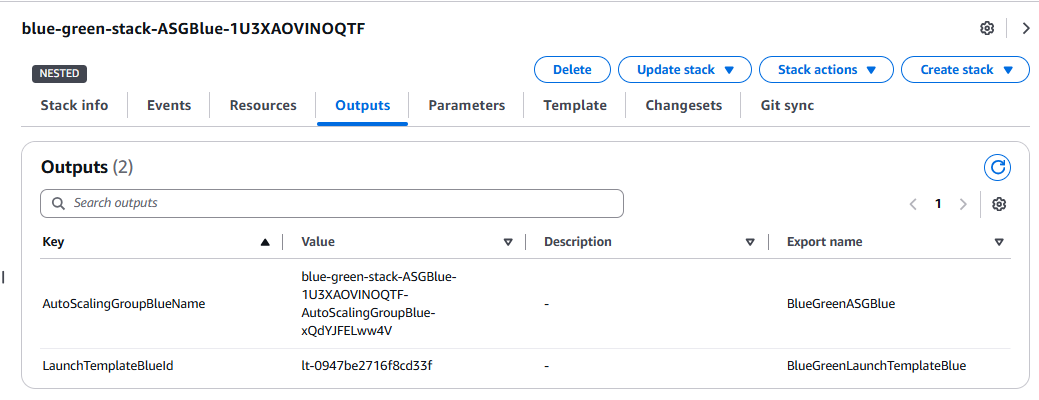 blue-green-stack-ASGBlue-1U3XAOVINOQTF
NESTED
Delete
Update stack
Stack actions
Create stack
Stack info
Events
Resources
Outputs
Parameters
Template
Changesets
Git sync
Outputs (2)
Search outputs
1
Key
Value
Description
Export name
AutoScalingGroupBlueName
blue-green-stack-ASGBlue-
1U3XAOVINOQTF-
AutoScalingGroupBlue-
xQdYJFELww4V
-
BlueGreenASGBlue
LaunchTemplateBlueId
lt-0947be2716f8cd33f
-
BlueGreenLaunchTemplateBlue